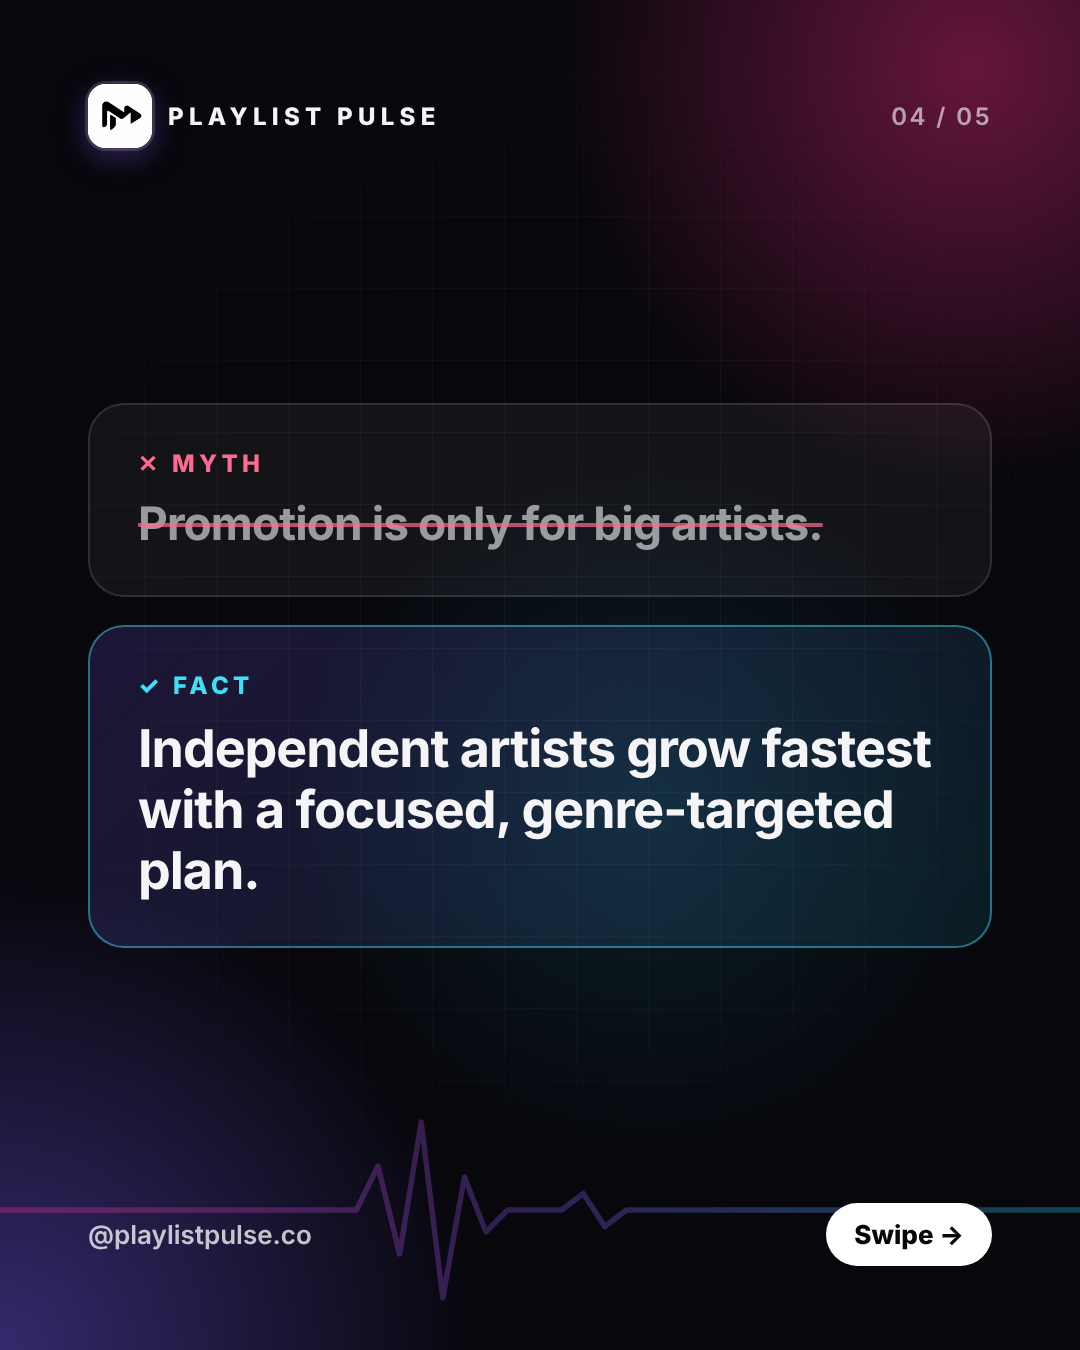 PLAYLIST PULSE
04 / 05
✕ MYTH
Promotion is only for big artists.
✓ FACT
Independent artists grow fastest
with a focused, genre-targeted
plan.
@playlistpulse.co
Swipe →